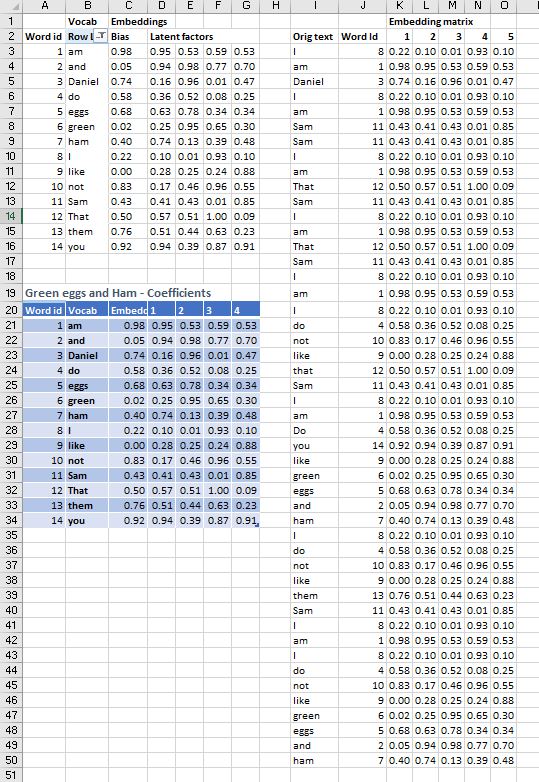 A B C D E F G H I J K L M N O
1 Vocab Embeddings Embedding matrix
2 Word id Row L Bias Latent factors Orig text Word Id 1 2 3 4 5
3 1 am 0.98 0.95 0.53 0.59 0.53 I 8 0.22 0.10 0.01 0.93 0.10
4 2 and 0.05 0.94 0.98 0.77 0.70 am 1 0.98 0.95 0.53 0.59 0.53
5 3 Daniel 0.74 0.16 0.96 0.01 0.47 Daniel 3 0.74 0.16 0.96 0.01 0.47
6 4 do 0.58 0.36 0.52 0.08 0.25 I 8 0.22 0.10 0.01 0.93 0.10
7 5 eggs 0.68 0.63 0.78 0.34 0.34 am 1 0.98 0.95 0.53 0.59 0.53
8 6 green 0.02 0.25 0.95 0.65 0.30 Sam 11 0.43 0.41 0.43 0.01 0.85
9 7 ham 0.40 0.74 0.13 0.39 0.48 Sam 11 0.43 0.41 0.43 0.01 0.85
10 8 I 0.22 0.10 0.01 0.93 0.10 I 8 0.22 0.10 0.01 0.93 0.10
11 9 like 0.00 0.28 0.25 0.24 0.88 am 1 0.98 0.95 0.53 0.59 0.53
12 10 not 0.83 0.17 0.46 0.96 0.55 That 12 0.50 0.57 0.51 1.00 0.09
13 11 Sam 0.43 0.41 0.43 0.01 0.85 Sam 11 0.43 0.41 0.43 0.01 0.85
14 12 That 0.50 0.57 0.51 1.00 0.09 I 8 0.22 0.10 0.01 0.93 0.10
15 13 them 0.76 0.51 0.44 0.63 0.23 am 1 0.98 0.95 0.53 0.59 0.53
16 14 you 0.92 0.94 0.39 0.87 0.91 That 12 0.50 0.57 0.51 1.00 0.09
17 Sam 11 0.43 0.41 0.43 0.01 0.85
18 I 8 0.22 0.10 0.01 0.93 0.10
19 Green eggs and Ham - Coefficients am 1 0.98 0.95 0.53 0.59 0.53
20 Word id Vocab Embedd 1 2 3 4 I 8 0.22 0.10 0.01 0.93 0.10
21 1 am 0.98 0.95 0.53 0.59 0.53 do 4 0.58 0.36 0.52 0.08 0.25
22 2 and 0.05 0.94 0.98 0.77 0.70 not 10 0.83 0.17 0.46 0.96 0.55
23 3 Daniel 0.74 0.16 0.96 0.01 0.47 like 9 0.00 0.28 0.25 0.24 0.88
24 4 do 0.58 0.36 0.52 0.08 0.25 that 12 0.50 0.57 0.51 1.00 0.09
25 5 eggs 0.68 0.63 0.78 0.34 0.34 Sam 11 0.43 0.41 0.43 0.01 0.85
26 6 green 0.02 0.25 0.95 0.65 0.30 I 8 0.22 0.10 0.01 0.93 0.10
27 7 ham 0.40 0.74 0.13 0.39 0.48 am 1 0.98 0.95 0.53 0.59 0.53
28 8 I 0.22 0.10 0.01 0.93 0.10 Do 4 0.58 0.36 0.52 0.08 0.25
29 9 like 0.00 0.28 0.25 0.24 0.88 you 14 0.92 0.94 0.39 0.87 0.91
30 10 not 0.83 0.17 0.46 0.96 0.55 like 9 0.00 0.28 0.25 0.24 0.88
31 11 Sam 0.43 0.41 0.43 0.01 0.85 green 6 0.02 0.25 0.95 0.65 0.30
32 12 That 0.50 0.57 0.51 1.00 0.09 eggs 5 0.68 0.63 0.78 0.34 0.34
33 13 them 0.76 0.51 0.44 0.63 0.23 and 2 0.05 0.94 0.98 0.77 0.70
34 14 you 0.92 0.94 0.39 0.87 0.91 ham 7 0.40 0.74 0.13 0.39 0.48
35 I 8 0.22 0.10 0.01 0.93 0.10
36 do 4 0.58 0.36 0.52 0.08 0.25
37 not 10 0.83 0.17 0.46 0.96 0.55
38 like 9 0.00 0.28 0.25 0.24 0.88
39 them 13 0.76 0.51 0.44 0.63 0.23
40 Sam 11 0.43 0.41 0.43 0.01 0.85
41 I 8 0.22 0.10 0.01 0.93 0.10
42 am 1 0.98 0.95 0.53 0.59 0.53
43 I 8 0.22 0.10 0.01 0.93 0.10
44 do 4 0.58 0.36 0.52 0.08 0.25
45 not 10 0.83 0.17 0.46 0.96 0.55
46 like 9 0.00 0.28 0.25 0.24 0.88
47 green 6 0.02 0.25 0.95 0.65 0.30
48 eggs 5 0.68 0.63 0.78 0.34 0.34
49 and 2 0.05 0.94 0.98 0.77 0.70
50 ham 7 0.40 0.74 0.13 0.39 0.48
51